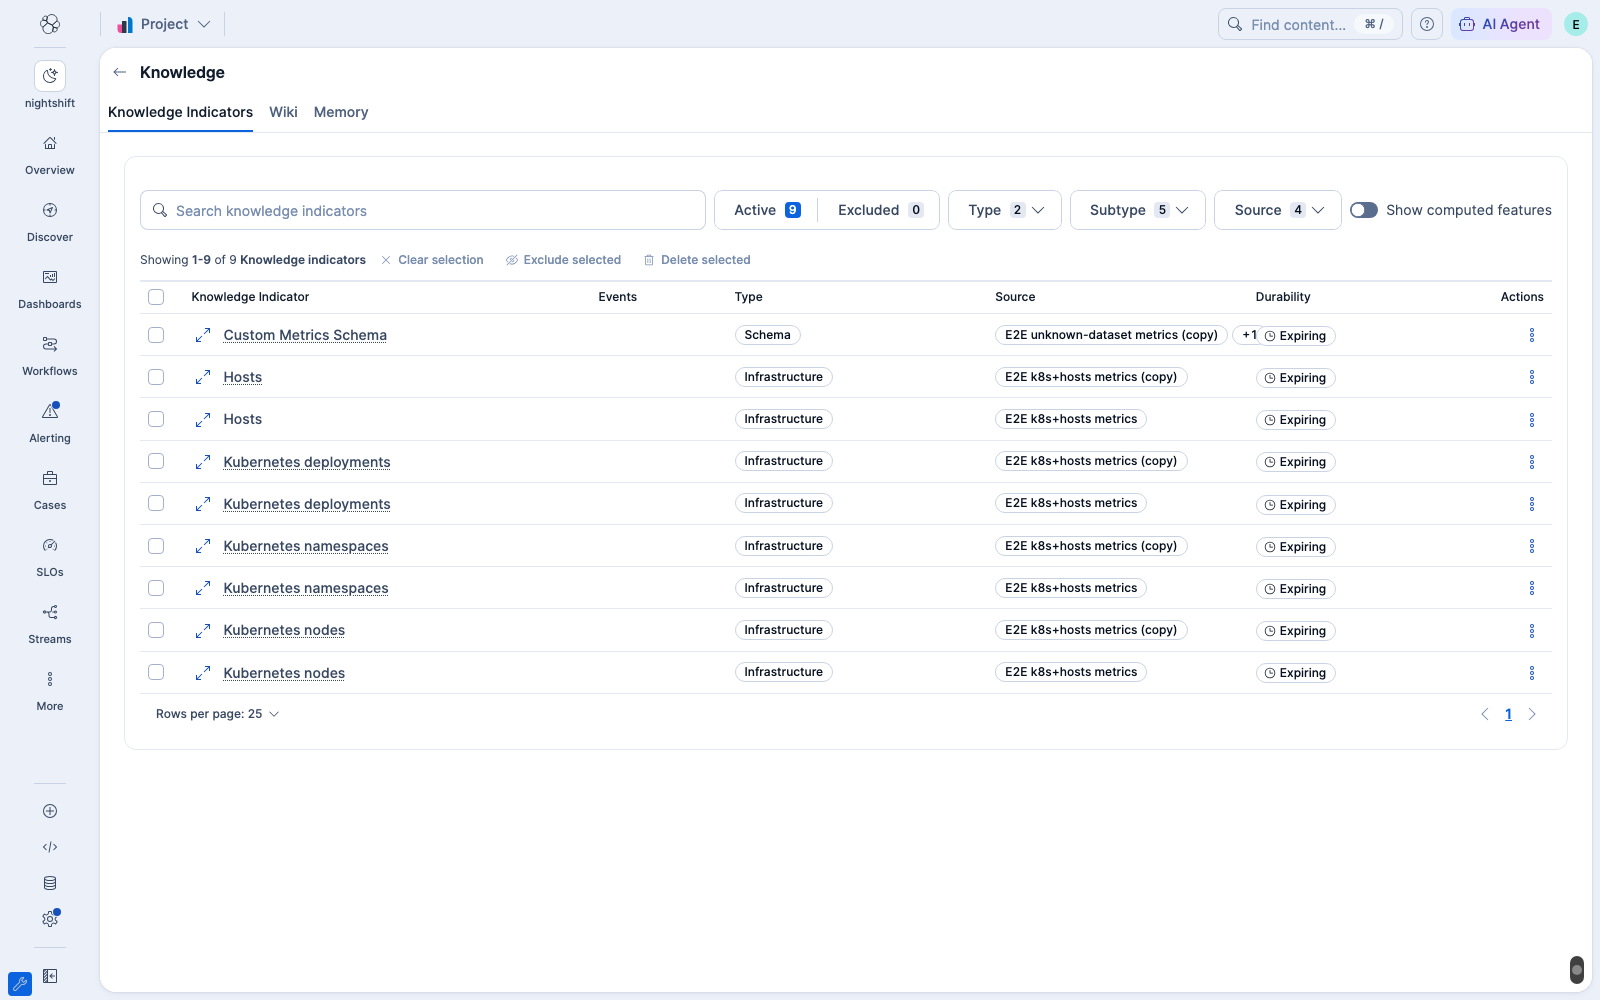 Project
Find content...
⌘ /
AI Agent
E
nightshift
Overview
Discover
Dashboards
Workflows
Alerting
Cases
SLOs
Streams
More
Knowledge
Knowledge Indicators
Wiki
Memory
Search knowledge indicators
Active 9
Excluded 0
Type 2
Subtype 5
Source 4
Show computed features
Showing 1-9 of 9 Knowledge indicators
Clear selection
Exclude selected
Delete selected
Knowledge Indicator Events Type Source Durability Actions
Custom Metrics Schema Schema E2E unknown-dataset metrics (copy) +1 Expiring
Hosts Infrastructure E2E k8s+hosts metrics (copy) Expiring
Hosts Infrastructure E2E k8s+hosts metrics Expiring
Kubernetes deployments Infrastructure E2E k8s+hosts metrics (copy) Expiring
Kubernetes deployments Infrastructure E2E k8s+hosts metrics Expiring
Kubernetes namespaces Infrastructure E2E k8s+hosts metrics (copy) Expiring
Kubernetes namespaces Infrastructure E2E k8s+hosts metrics Expiring
Kubernetes nodes Infrastructure E2E k8s+hosts metrics (copy) Expiring
Kubernetes nodes Infrastructure E2E k8s+hosts metrics Expiring
Rows per page: 25
1